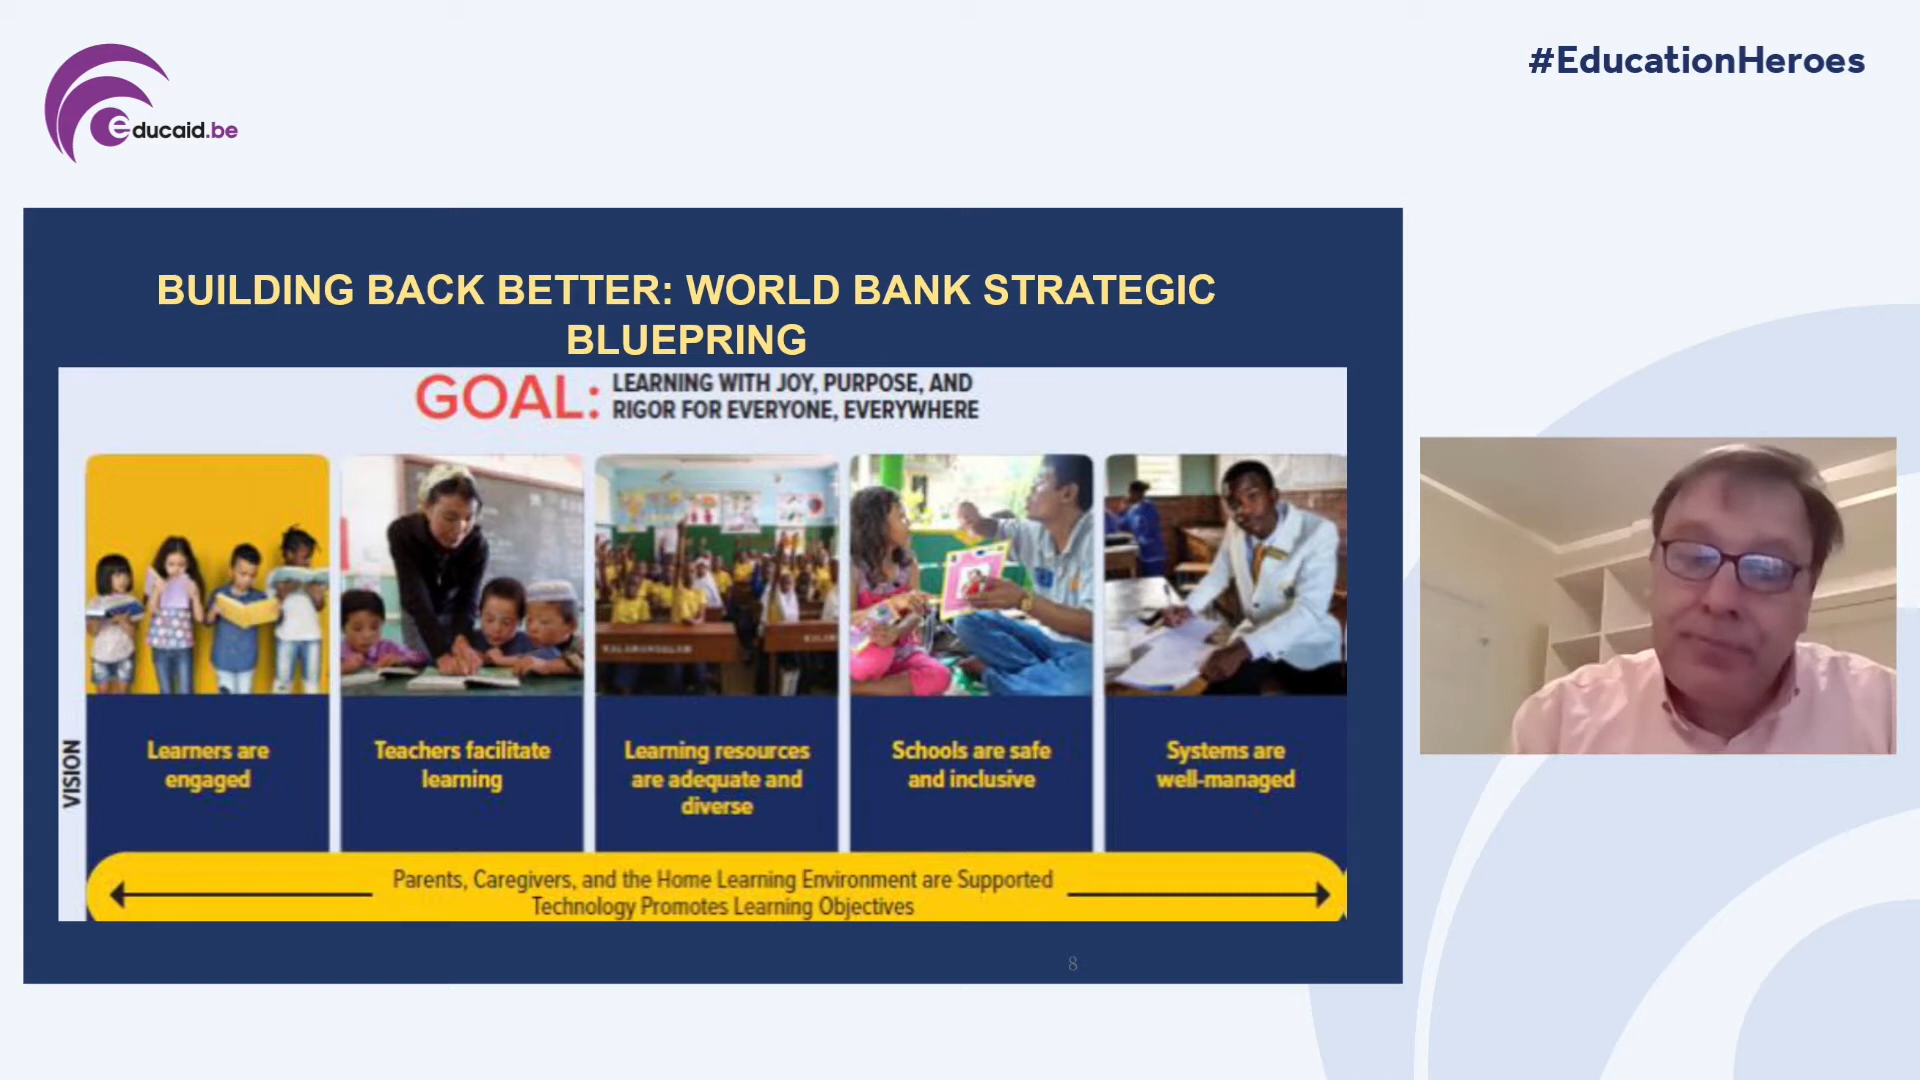 educaid.be
#EducationHeroes
BUILDING BACK BETTER: WORLD BANK STRATEGIC
BLUEPRING
GOAL: LEARNING WITH JOY, PURPOSE, AND
RIGOR FOR EVERYONE, EVERYWHERE
VISION
Learners are
engaged
Teachers facilitate
learning
Learning resources
are adequate and
diverse
Schools are safe
and inclusive
Systems are
well-managed
Parents, Caregivers, and the Home Learning Environment are Supported
Technology Promotes Learning Objectives
8